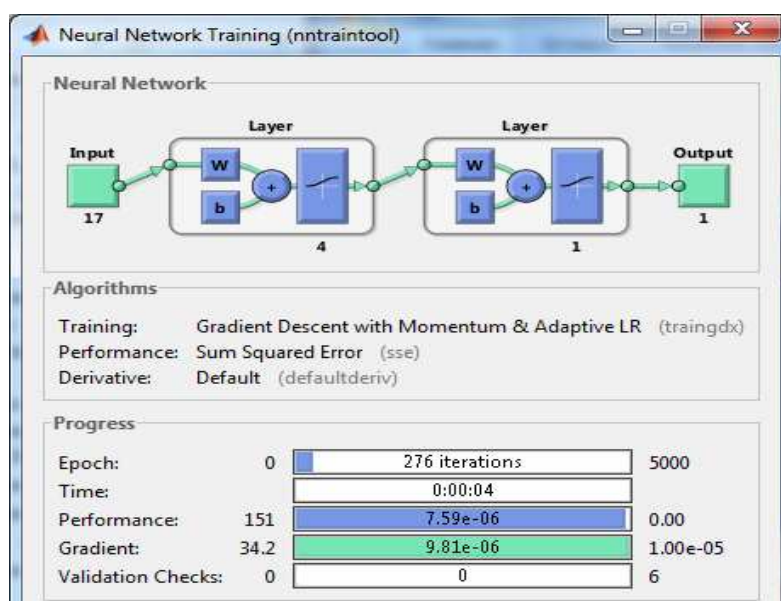 Neural Network Training (nntraintool)
Neural Network
Layer Layer
Input Output
W W
+ +
b b
17 1
4 1
Algorithms
Training: Gradient Descent with Momentum & Adaptive LR (traingdx)
Performance: Sum Squared Error (sse)
Derivative: Default (defaultderiv)
Progress
Epoch: 0 276 iterations 5000
Time: 0:00:04
Performance: 151 7.59e-06 0.00
Gradient: 34.2 9.81e-06 1.00e-05
Validation Checks: 0 0 6